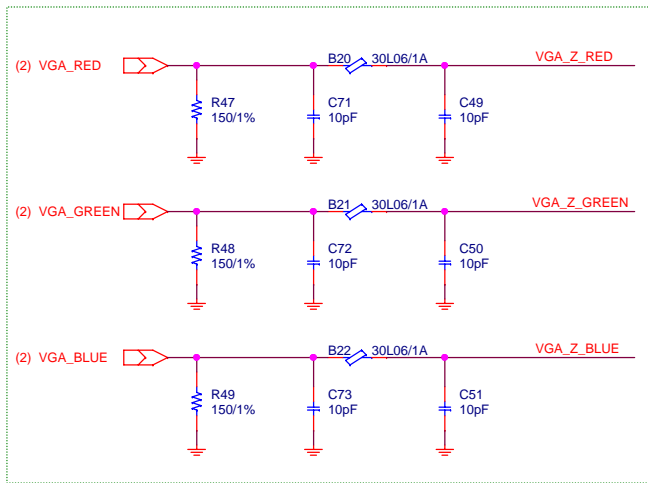 B20 30L06/1A VGA_Z_RED
(2) VGA_RED
R47 C71 C49
150/1% 10pF 10pF
B21 30L06/1A VGA_Z_GREEN
(2) VGA_GREEN
R48 C72 C50
150/1% 10pF 10pF
B22 30L06/1A VGA_Z_BLUE
(2) VGA_BLUE
R49 C73 C51
150/1% 10pF 10pF